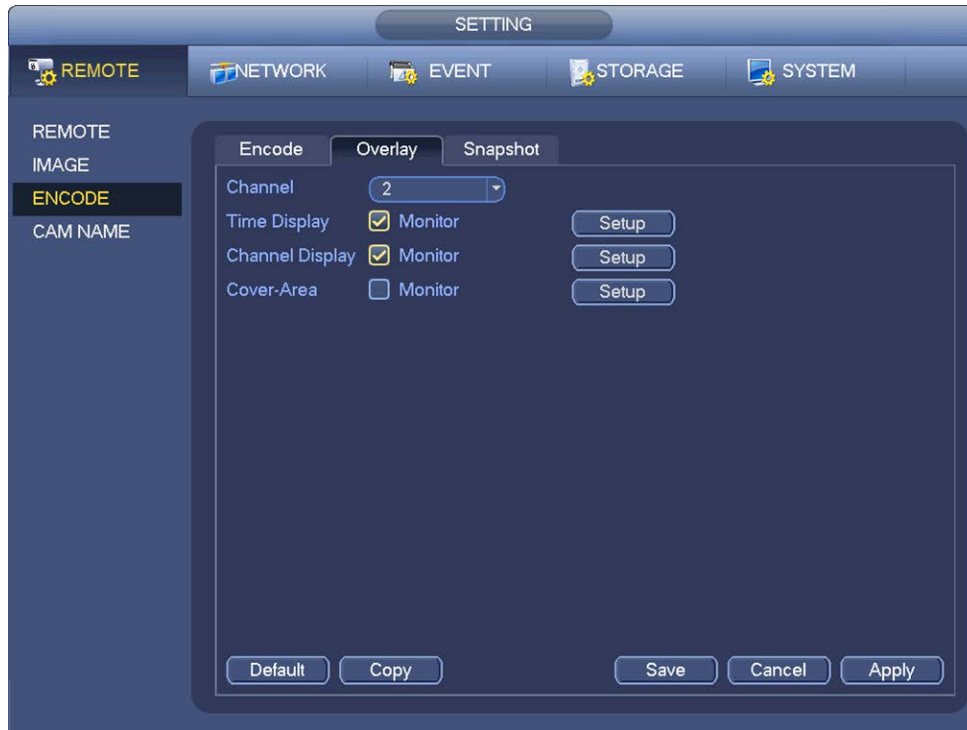 SETTING
REMOTE NETWORK EVENT STORAGE SYSTEM
REMOTE
IMAGE
ENCODE
CAM NAME
Encode Overlay Snapshot
Channel 2
Time Display Monitor Setup
Channel Display Monitor Setup
Cover-Area Monitor Setup
Default Copy Save Cancel Apply